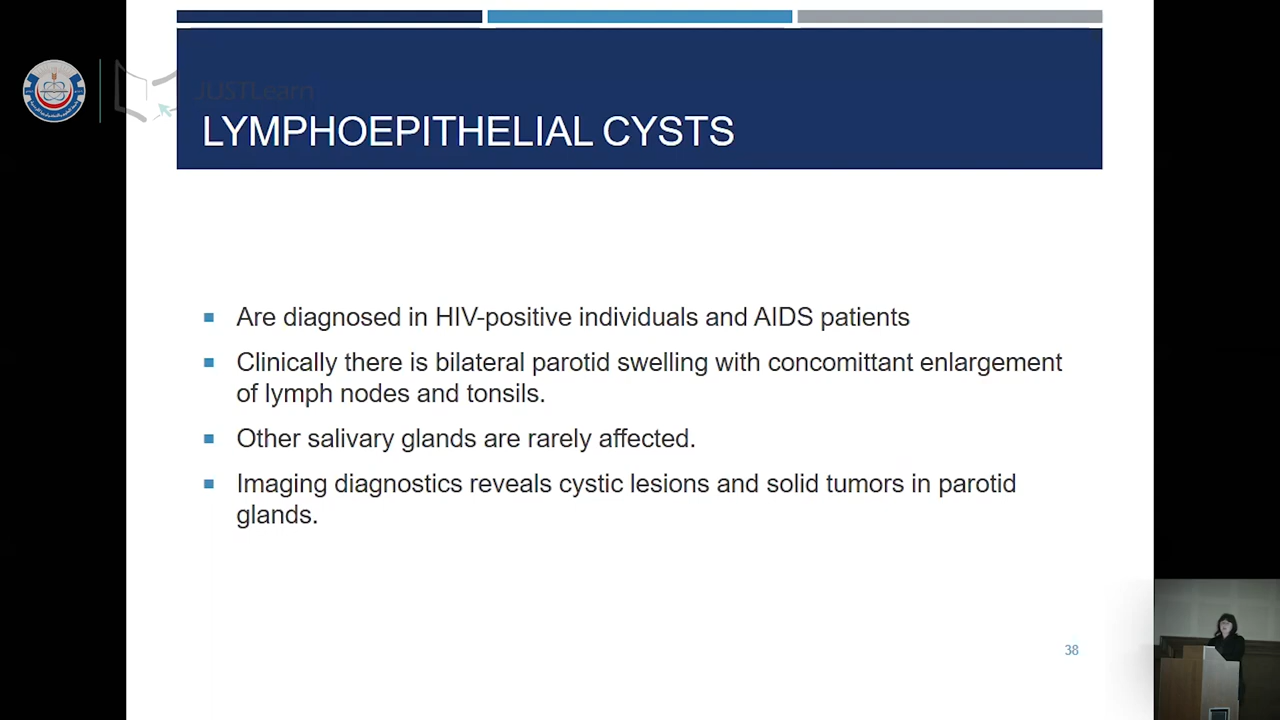 JUSTLearn
LYMPHOEPITHELIAL CYSTS
Are diagnosed in HIV-positive individuals and AIDS patients
Clinically there is bilateral parotid swelling with concomittant enlargement
of lymph nodes and tonsils.
Other salivary glands are rarely affected.
Imaging diagnostics reveals cystic lesions and solid tumors in parotid
glands.
38